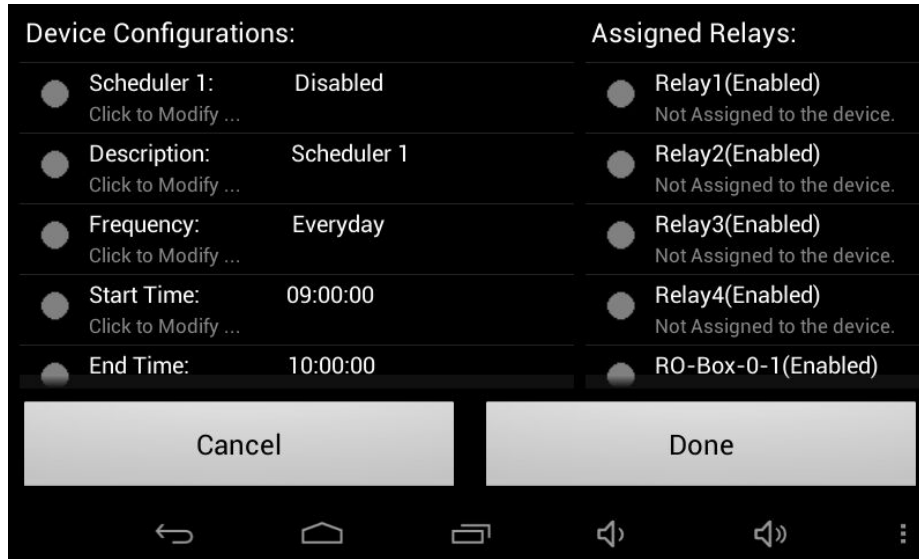 Device Configurations:
Scheduler 1: Disabled
Click to Modify ...
Description: Scheduler 1
Click to Modify ...
Frequency: Everyday
Click to Modify ...
Start Time: 09:00:00
Click to Modify ...
End Time: 10:00:00
Assigned Relays:
Relay1(Enabled)
Not Assigned to the device.
Relay2(Enabled)
Not Assigned to the device.
Relay3(Enabled)
Not Assigned to the device.
Relay4(Enabled)
Not Assigned to the device.
RO-Box-0-1(Enabled)
Cancel
Done